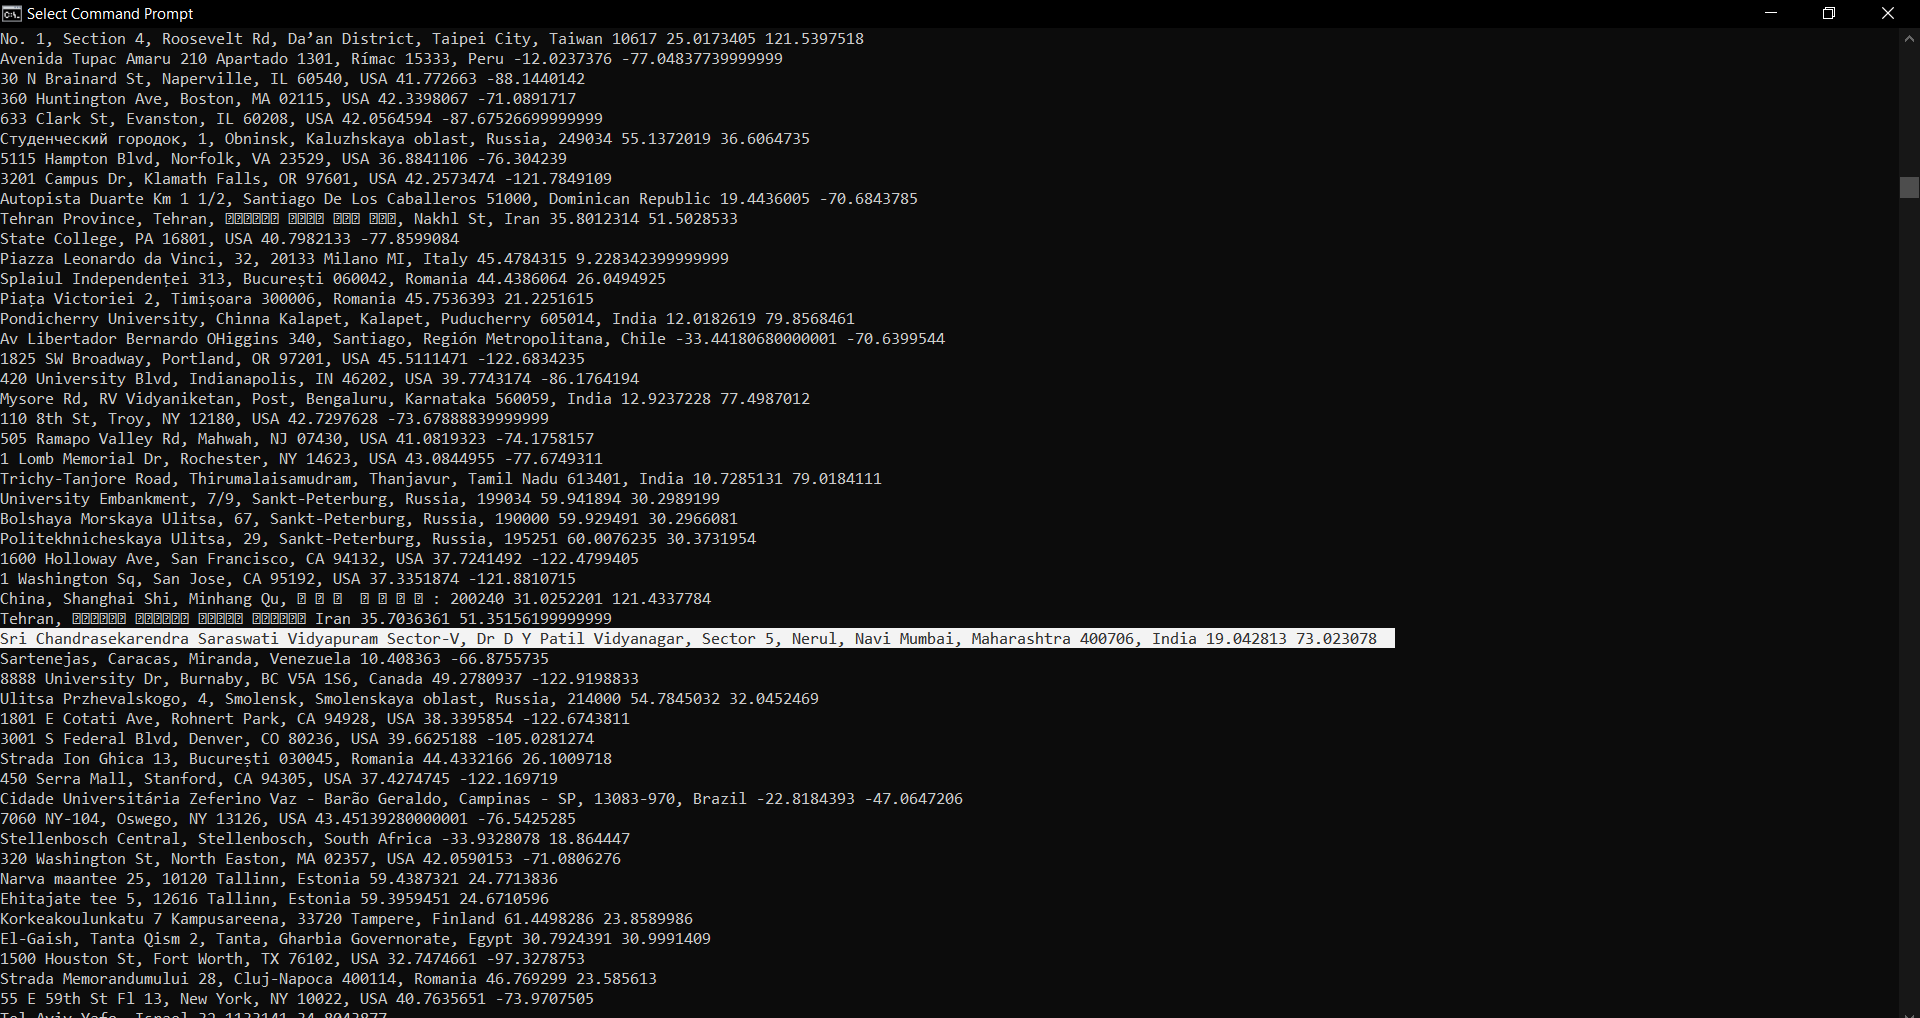 Select Command Prompt
No. 1, Section 4, Roosevelt Rd, Da’an District, Taipei City, Taiwan 10617 25.0173405 121.5397518
Avenida Tupac Amaru 210 Apartado 1301, Rímac 15333, Peru -12.0237376 -77.04837739999999
30 N Brainard St, Naperville, IL 60540, USA 41.772663 -88.1440142
360 Huntington Ave, Boston, MA 02115, USA 42.3398067 -71.0891717
633 Clark St, Evanston, IL 60208, USA 42.0564594 -87.67526699999999
Студенческий городок, 1, Obninsk, Kaluzhskaya oblast, Russia, 249034 55.1372019 36.6064735
5115 Hampton Blvd, Norfolk, VA 23529, USA 36.8841106 -76.304239
3201 Campus Dr, Klamath Falls, OR 97601, USA 42.2573474 -121.7849109
Autopista Duarte Km 1 1/2, Santiago De Los Caballeros 51000, Dominican Republic 19.4436005 -70.6843785
Tehran Province, Tehran, , Nakhl St, Iran 35.8012314 51.5028533
State College, PA 16801, USA 40.7982133 -77.8599084
Piazza Leonardo da Vinci, 32, 20133 Milano MI, Italy 45.4784315 9.228342399999999
Splaiul Independenței 313, București 060042, Romania 44.4386064 26.0494925
Piața Victoriei 2, Timișoara 300006, Romania 45.7536393 21.2251615
Pondicherry University, Chinna Kalapet, Kalapet, Puducherry 605014, India 12.0182619 79.8568461
Av Libertador Bernardo OHiggins 340, Santiago, Región Metropolitana, Chile -33.44180680000001 -70.6399544
1825 SW Broadway, Portland, OR 97201, USA 45.5111471 -122.6834235
420 University Blvd, Indianapolis, IN 46202, USA 39.7743174 -86.1764194
Mysore Rd, RV Vidyaniketan, Post, Bengaluru, Karnataka 560059, India 12.9237228 77.4987012
110 8th St, Troy, NY 12180, USA 42.7297628 -73.67888839999999
505 Ramapo Valley Rd, Mahwah, NJ 07430, USA 41.0819323 -74.1758157
1 Lomb Memorial Dr, Rochester, NY 14623, USA 43.0844955 -77.6749311
Trichy-Tanjore Road, Thirumalaisamudram, Thanjavur, Tamil Nadu 613401, India 10.7285131 79.0184111
University Embankment, 7/9, Sankt-Peterburg, Russia, 199034 59.941894 30.2989199
Bolshaya Morskaya Ulitsa, 67, Sankt-Peterburg, Russia, 190000 59.929491 30.2966081
Politekhnicheskaya Ulitsa, 29, Sankt-Peterburg, Russia, 195251 60.0076235 30.3731954
1600 Holloway Ave, San Francisco, CA 94132, USA 37.7241492 -122.4799405
1 Washington Sq, San Jose, CA 95192, USA 37.3351874 -121.8810715
China, Shanghai Shi, Minhang Qu, : 200240 31.0252201 121.4337784
Tehran, Iran 35.7036361 51.35156199999999
Sri Chandrasekarendra Saraswati Vidyapuram Sector-V, Dr D Y Patil Vidyanagar, Sector 5, Nerul, Navi Mumbai, Maharashtra 400706, India 19.042813 73.023078
Sartenejas, Caracas, Miranda, Venezuela 10.408363 -66.8755735
8888 University Dr, Burnaby, BC V5A 1S6, Canada 49.2780937 -122.9198833
Ulitsa Przhevalskogo, 4, Smolensk, Smolenskaya oblast, Russia, 214000 54.7845032 32.0452469
1801 E Cotati Ave, Rohnert Park, CA 94928, USA 38.3395854 -122.6743811
3001 S Federal Blvd, Denver, CO 80236, USA 39.6625188 -105.0281274
Strada Ion Ghica 13, București 030045, Romania 44.4332166 26.1009718
450 Serra Mall, Stanford, CA 94305, USA 37.4274745 -122.169719
Cidade Universitária Zeferino Vaz - Barão Geraldo, Campinas - SP, 13083-970, Brazil -22.8184393 -47.0647206
7060 NY-104, Oswego, NY 13126, USA 43.45139280000001 -76.5425285
Stellenbosch Central, Stellenbosch, South Africa -33.9328078 18.864447
320 Washington St, North Easton, MA 02357, USA 42.0590153 -71.0806276
Narva maantee 25, 10120 Tallinn, Estonia 59.4387321 24.7713836
Ehitajate tee 5, 12616 Tallinn, Estonia 59.3959451 24.6710596
Korkeakoulunkatu 7 Kampusareena, 33720 Tampere, Finland 61.4498286 23.8589986
El-Gaish, Tanta Qism 2, Tanta, Gharbia Governorate, Egypt 30.7924391 30.9991409
1500 Houston St, Fort Worth, TX 76102, USA 32.7474661 -97.3278753
Strada Memorandumului 28, Cluj-Napoca 400114, Romania 46.769299 23.585613
55 E 59th St Fl 13, New York, NY 10022, USA 40.7635651 -73.9707505
Tel Aviv-Yafo, Israel 32.1133141 34.8043877